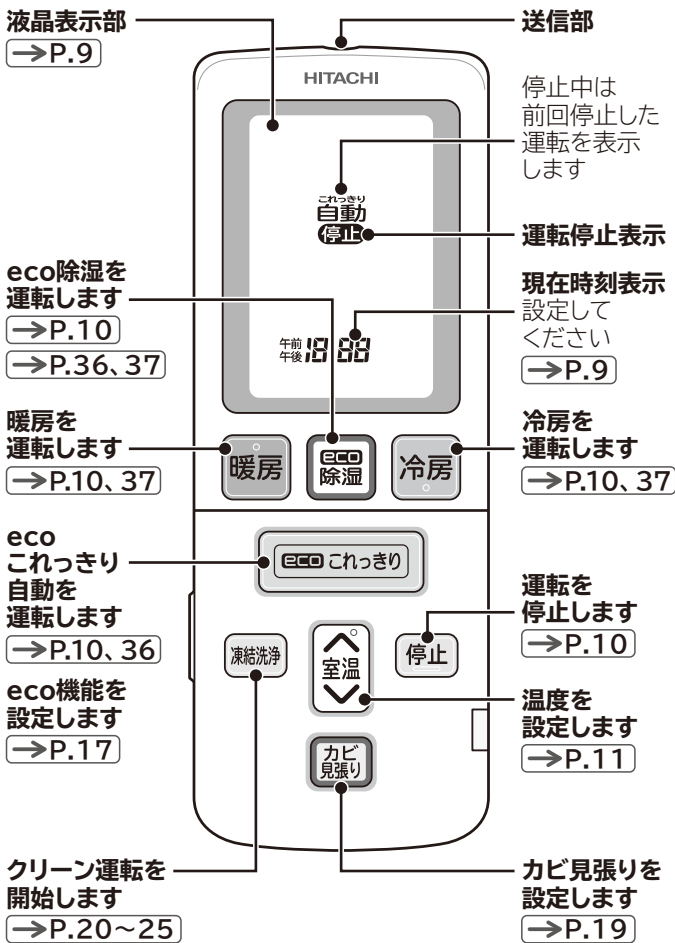 液晶表示部
→P.9
送信部
HITACHI
停止中は
前回停止した
運転を表示
します
これっきり
自動
停止
運転停止表示
eco除湿を
運転します
→P.10
→P.36、37
現在時刻表示
設定して
ください
→P.9
午前
午後
18 88
暖房を
運転します
→P.10、37
暖房
eco
除湿
冷房
冷房を
運転します
→P.10、37
eco
これっきり
自動を
運転します
→P.10、36
eco これっきり
運転を
停止します
→P.10
凍結洗浄
室温
停止
eco機能を
設定します
→P.17
温度を
設定します
→P.11
カビ
見張り
クリーン運転を
開始します
→P.20～25
カビ見張りを
設定します
→P.19